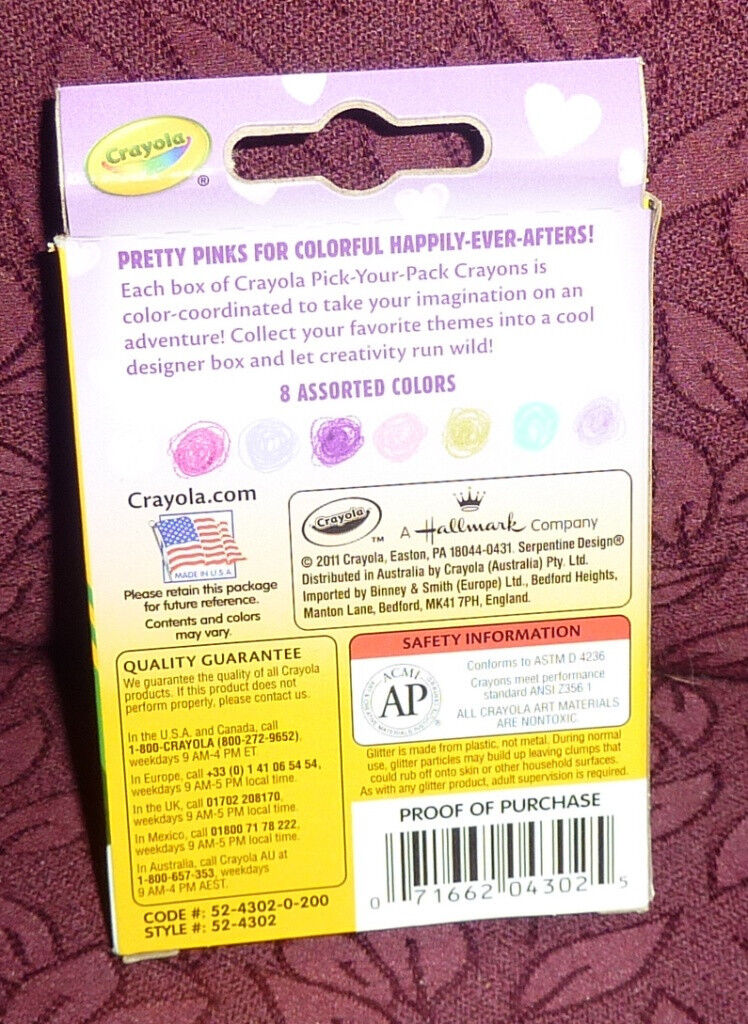 Crayola®
PRETTY PINKS FOR COLORFUL HAPPILY-EVER-AFTERS!
Each box of Crayola Pick-Your-Pack Crayons is
color-coordinated to take your imagination on an
adventure! Collect your favorite themes into a cool
designer box and let creativity run wild!
8 ASSORTED COLORS
Crayola.com
MADE IN U.S.A.
Please retain this package
for future reference.
Contents and colors
may vary.
Crayola™ A Hallmark Company
© 2011 Crayola, Easton, PA 18044-0431. Serpentine Design®
Distributed in Australia by Crayola (Australia) Pty. Ltd.
Imported by Binney & Smith (Europe) Ltd., Bedford Heights,
Manton Lane, Bedford, MK41 7PH, England.
QUALITY GUARANTEE
We guarantee the quality of all Crayola
products. If this product does not
perform properly, please contact us.
In the U.S.A. and Canada, call
1-800-CRAYOLA (800-272-9652),
weekdays 9 AM-4 PM ET.
In Europe, call +33 (0) 1 41 06 54 54,
weekdays 9 AM-5 PM local time.
In the UK, call 01702 208170,
weekdays 9 AM-5 PM local time.
In Mexico, call 01800 71 78 222,
weekdays 9 AM-5 PM local time.
In Australia, call Crayola AU at
1-800-657-353, weekdays
9 AM-4 PM AEST.
CODE #: 52-4302-0-200
STYLE #: 52-4302
SAFETY INFORMATION
ACMI
AP
Conforms to ASTM D 4236
Crayons meet performance
standard ANSI Z356.1
ALL CRAYOLA ART MATERIALS
ARE NONTOXIC.
Glitter is made from plastic, not metal. During normal
use, glitter particles may build up leaving clumps that
could rub off onto skin or other household surfaces.
As with any glitter product, adult supervision is required.
PROOF OF PURCHASE
0 71662 04302 5